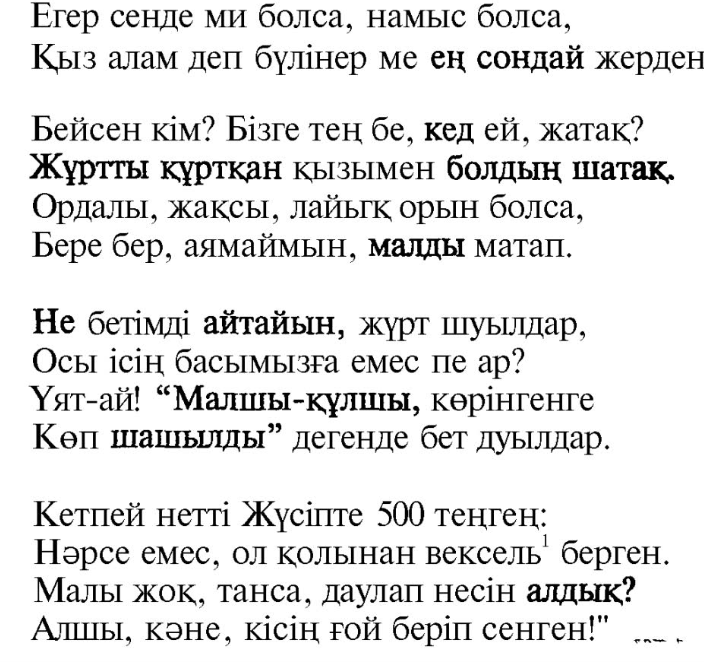 Егер сенде ми болса, намыс болса,
Қыз алам деп бүлінер ме ең сондай жерден
Бейсен кім? Бізге тең бе, кед ей, жатақ?
Жұртты құртқан қызымен болдың шатақ.
Ордалы, жақсы, лайьгқ орын болса,
Бере бер, аямаймын, малды матап.
Не бетімді айтайын, жүрт шуылдар,
Осы ісің басымызға емес пе ар?
Үят-ай! “Малшы-құлшы, көрінгенге
Көп шашылды” дегенде бет дуылдар.
Кетпей нетті Жүсіпте 500 теңгең:
Нәрсе емес, ол қолынан вексель¹ берген.
Малы жоқ, танса, даулап несін алдық?
Алшы, кәне, кісің ғой беріп сенген!"